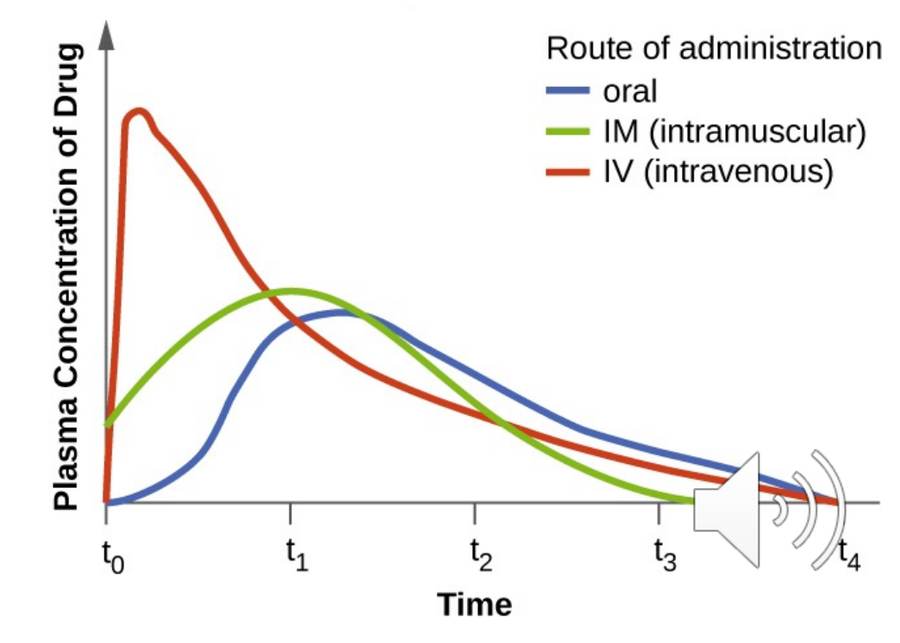 Plasma Concentration of Drug
Route of administration
oral
IM (intramuscular)
IV (intravenous)
t0
t1
t2
t3
t4
Time